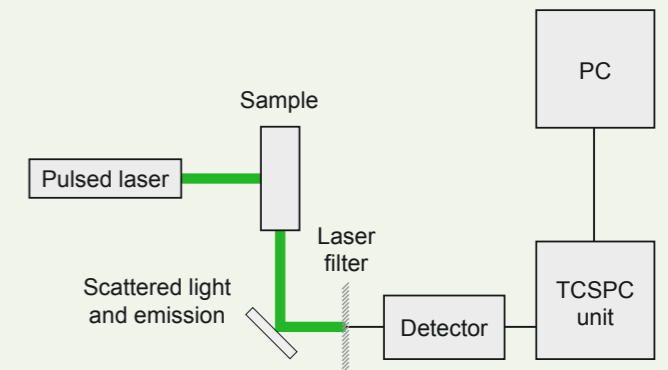 PC
Sample
Pulsed laser
Laser
filter
Scattered light
and emission
TCSPC
unit
Detector